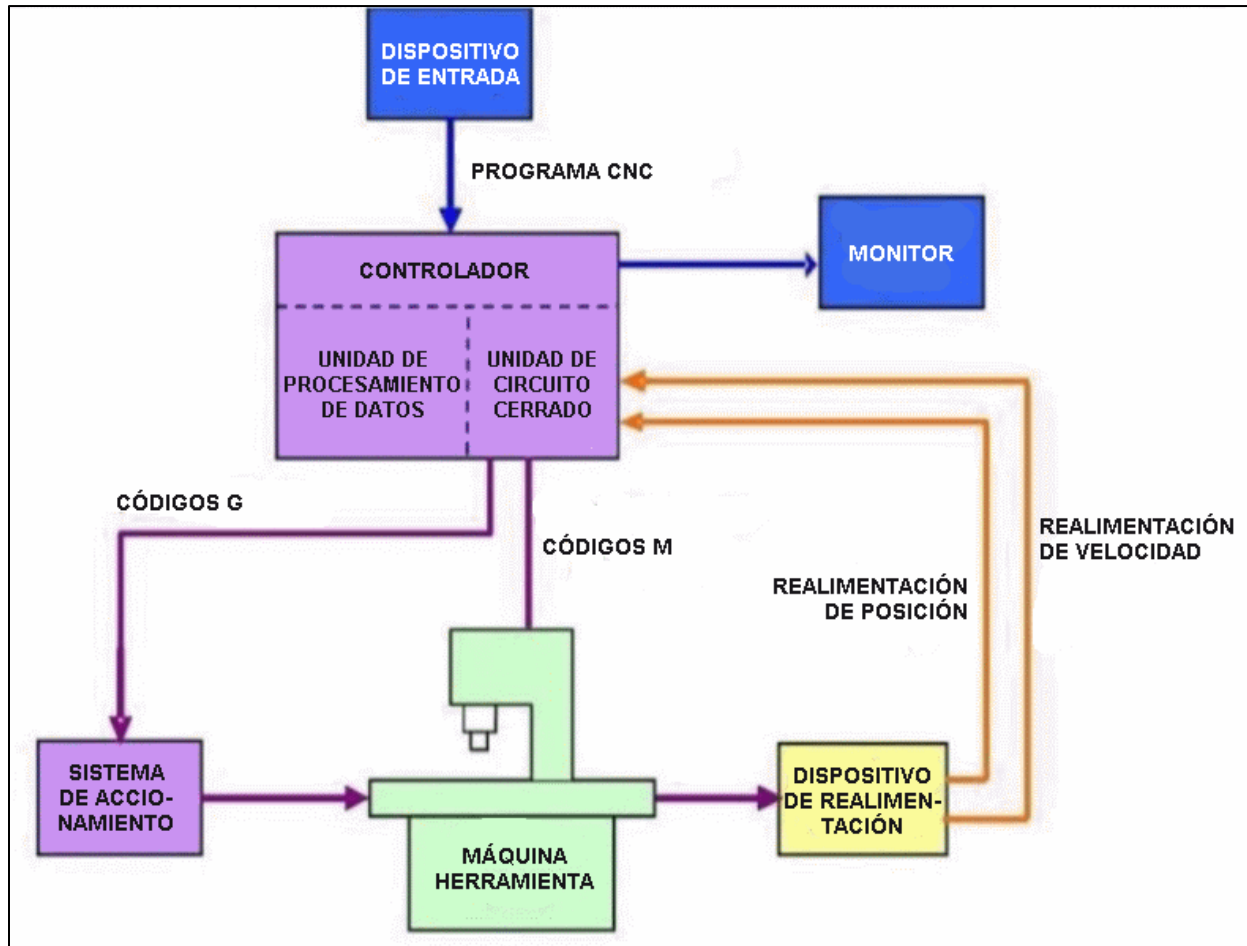 DISPOSITIVO
DE ENTRADA
PROGRAMA CNC
MONITOR
CONTROLADOR
UNIDAD DE
PROCESAMIENTO
DE DATOS
UNIDAD DE
CIRCUITO
CERRADO
CÓDIGOS G
CÓDIGOS M
REALIMENTACIÓN
DE VELOCIDAD
REALIMENTACIÓN
DE POSICIÓN
SISTEMA
DE ACCIO-
NAMIENTO
MÁQUINA
HERRAMIENTA
DISPOSITIVO
DE REALIMEN-
TACIÓN